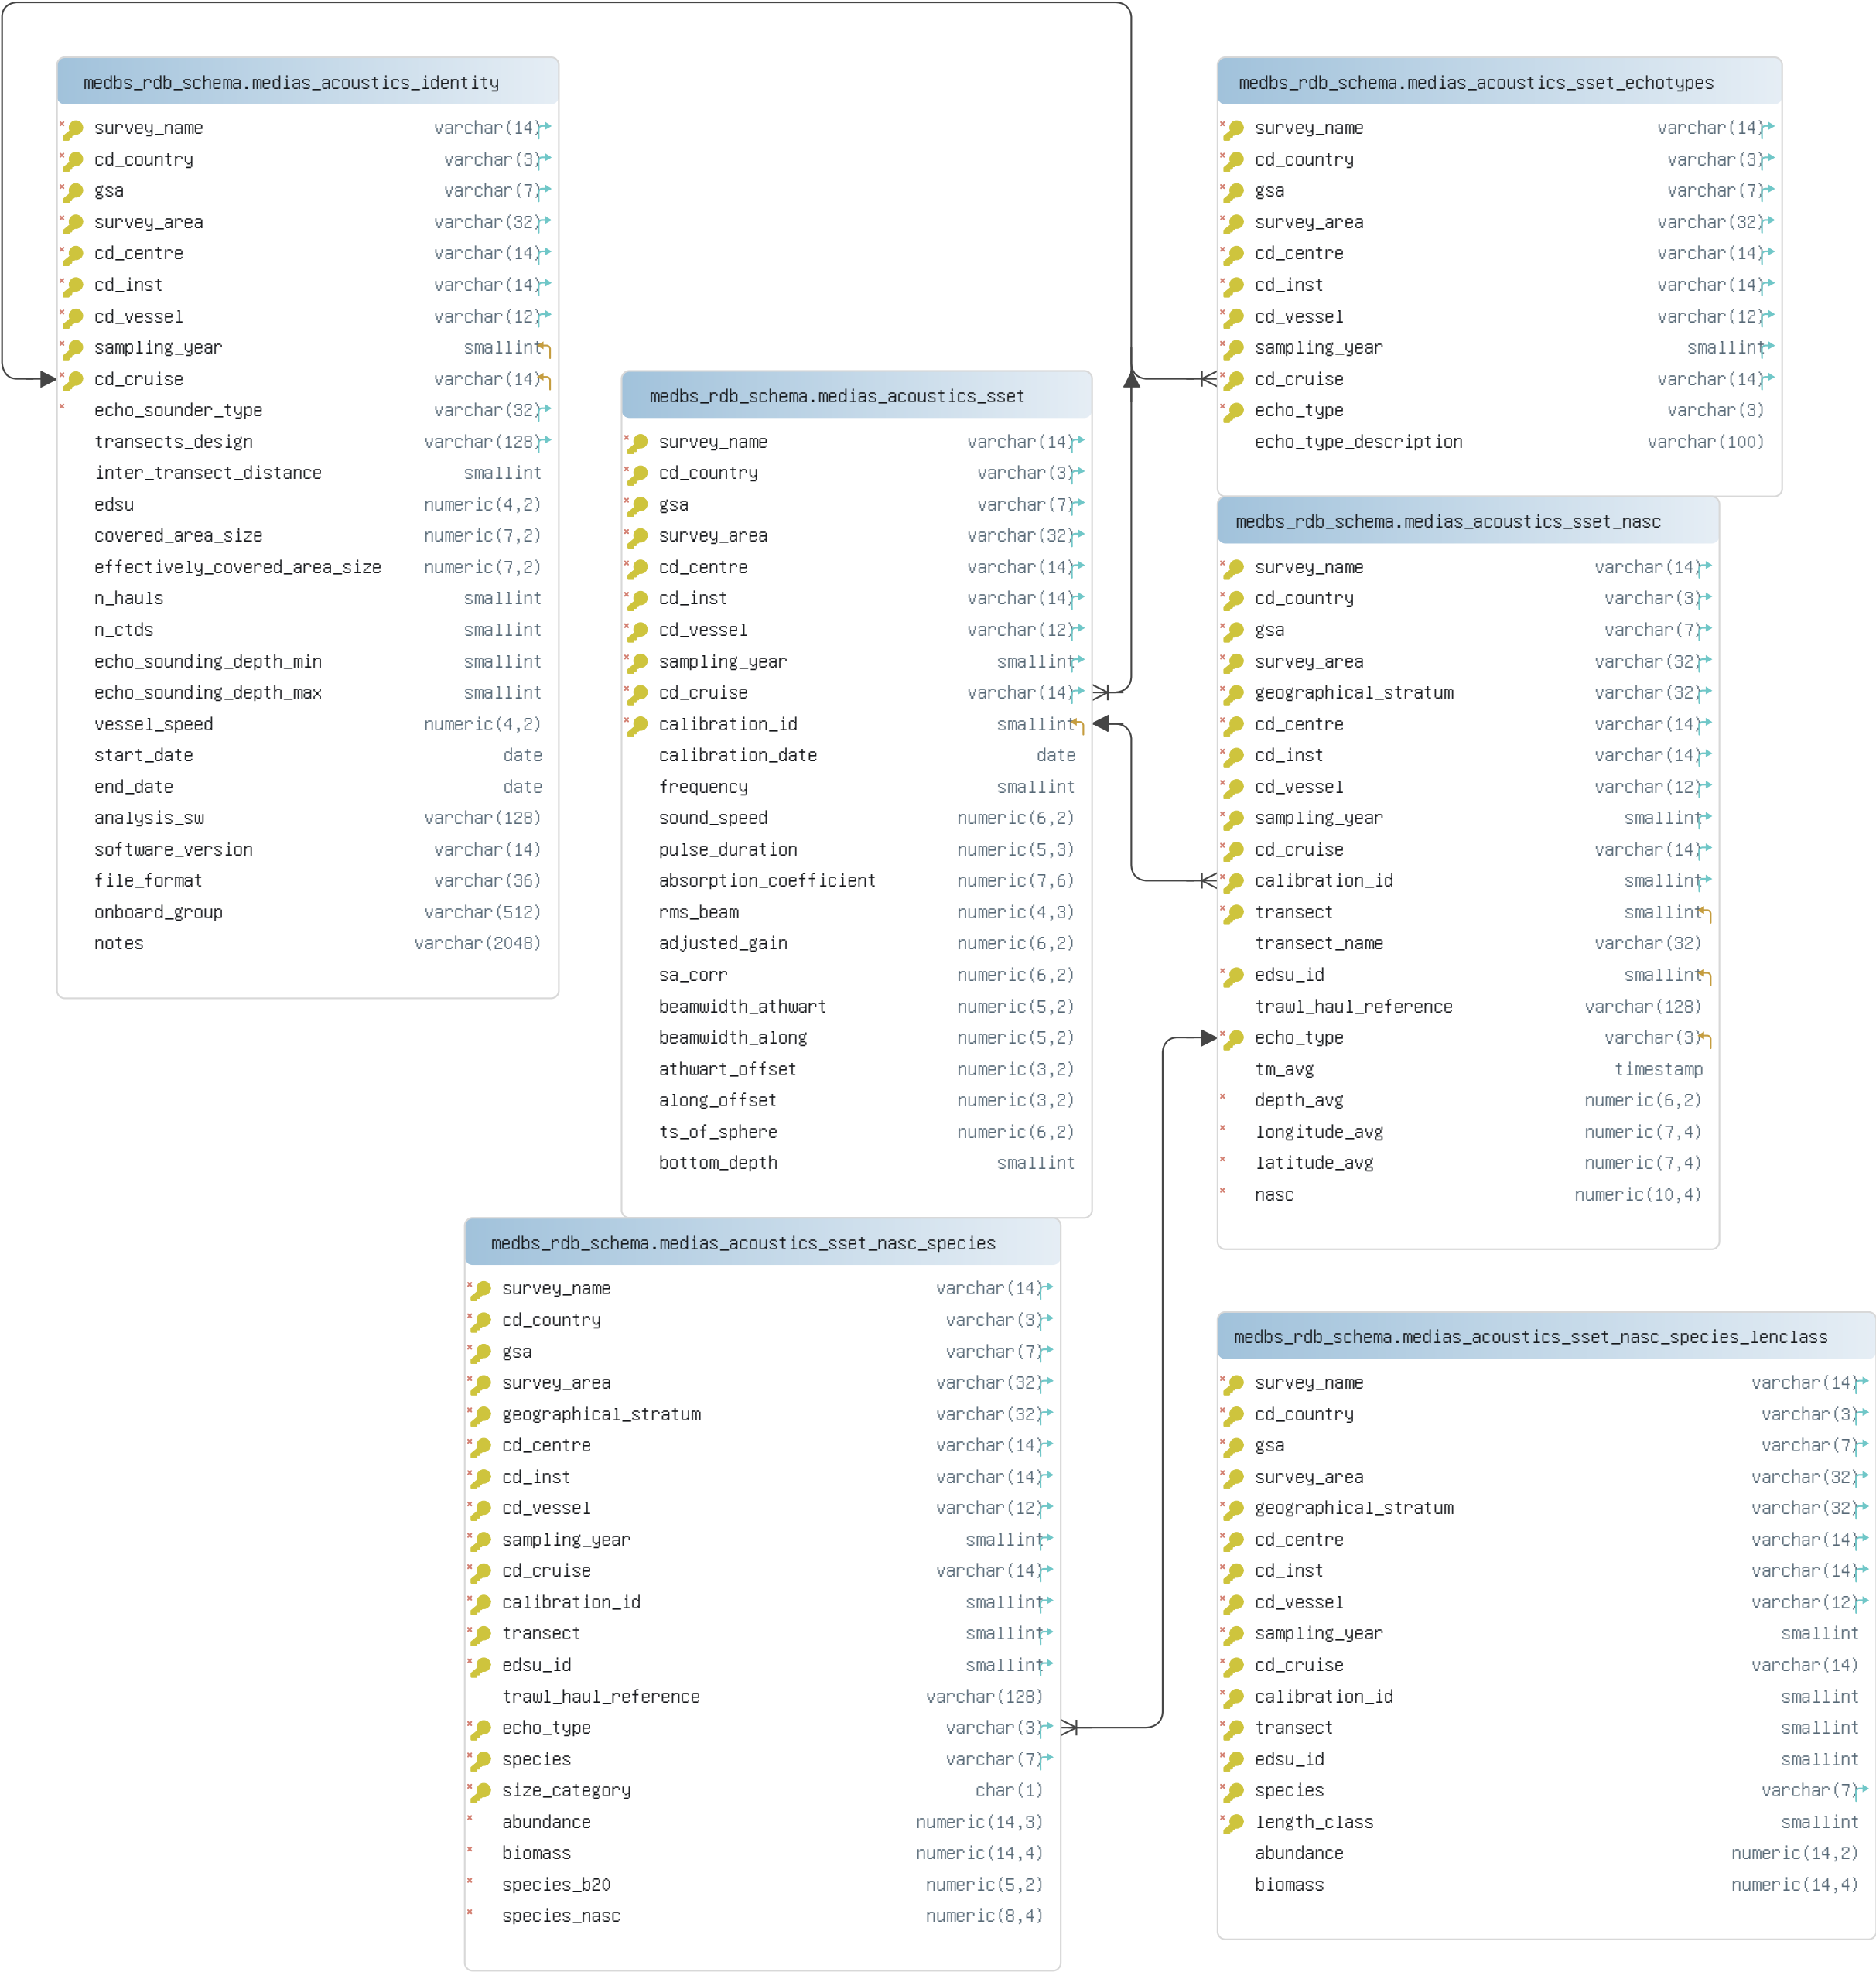 medbs_rdb_schema.medias_acoustics_identity
survey_name varchar(14)
cd_country varchar(3)
gsa varchar(7)
survey_area varchar(32)
cd_centre varchar(14)
cd_inst varchar(14)
cd_vessel varchar(12)
sampling_year smallint
cd_cruise varchar(14)
echo_sounder_type varchar(32)
transects_design varchar(128)
inter_transect_distance smallint
edsu numeric(4,2)
covered_area_size numeric(7,2)
effectively_covered_area_size numeric(7,2)
n_hauls smallint
n_ctds smallint
echo_sounding_depth_min smallint
echo_sounding_depth_max smallint
vessel_speed numeric(4,2)
start_date date
end_date date
analysis_sw varchar(128)
software_version varchar(14)
file_format varchar(36)
onboard_group varchar(512)
notes varchar(2048)
medbs_rdb_schema.medias_acoustics_sset
survey_name varchar(14)
cd_country varchar(3)
gsa varchar(7)
survey_area varchar(32)
cd_centre varchar(14)
cd_inst varchar(14)
cd_vessel varchar(12)
sampling_year smallint
cd_cruise varchar(14)
calibration_id smallint
calibration_date date
frequency smallint
sound_speed numeric(6,2)
pulse_duration numeric(5,3)
absorption_coefficient numeric(7,6)
rms_beam numeric(4,3)
adjusted_gain numeric(6,2)
sa_corr numeric(6,2)
beamwidth_athwart numeric(5,2)
beamwidth_along numeric(5,2)
athwart_offset numeric(3,2)
along_offset numeric(3,2)
ts_of_sphere numeric(6,2)
bottom_depth smallint
medbs_rdb_schema.medias_acoustics_sset_echotypes
survey_name varchar(14)
cd_country varchar(3)
gsa varchar(7)
survey_area varchar(32)
cd_centre varchar(14)
cd_inst varchar(14)
cd_vessel varchar(12)
sampling_year smallint
cd_cruise varchar(14)
echo_type varchar(3)
echo_type_description varchar(100)
medbs_rdb_schema.medias_acoustics_sset_nasc
survey_name varchar(14)
cd_country varchar(3)
gsa varchar(7)
survey_area varchar(32)
geographical_stratum varchar(32)
cd_centre varchar(14)
cd_inst varchar(14)
cd_vessel varchar(12)
sampling_year smallint
cd_cruise varchar(14)
calibration_id smallint
transect smallint
transect_name varchar(32)
edsu_id smallint
trawl_haul_reference varchar(128)
echo_type varchar(3)
tm_avg timestamp
depth_avg numeric(6,2)
longitude_avg numeric(7,4)
latitude_avg numeric(7,4)
nasc numeric(10,4)
medbs_rdb_schema.medias_acoustics_sset_nasc_species
survey_name varchar(14)
cd_country varchar(3)
gsa varchar(7)
survey_area varchar(32)
geographical_stratum varchar(32)
cd_centre varchar(14)
cd_inst varchar(14)
cd_vessel varchar(12)
sampling_year smallint
cd_cruise varchar(14)
calibration_id smallint
transect smallint
edsu_id smallint
trawl_haul_reference varchar(128)
echo_type varchar(3)
species varchar(7)
size_category char(1)
abundance numeric(14,3)
biomass numeric(14,4)
species_b20 numeric(5,2)
species_nasc numeric(8,4)
medbs_rdb_schema.medias_acoustics_sset_nasc_species_lenclass
survey_name varchar(14)
cd_country varchar(3)
gsa varchar(7)
survey_area varchar(32)
geographical_stratum varchar(32)
cd_centre varchar(14)
cd_inst varchar(14)
cd_vessel varchar(12)
sampling_year smallint
cd_cruise varchar(14)
calibration_id smallint
transect smallint
edsu_id smallint
species varchar(7)
length_class smallint
abundance numeric(14,2)
biomass numeric(14,4)